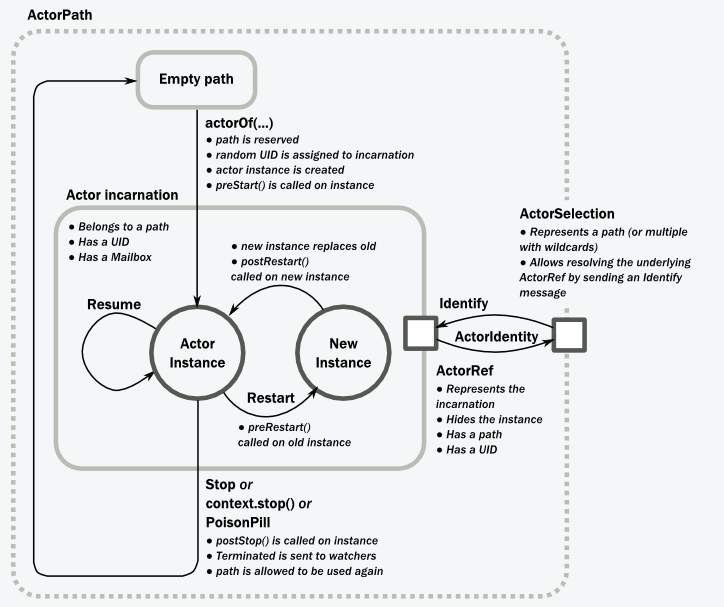 ActorPath
Empty path
actorOf(...)
● path is reserved
● random UID is assigned to incarnation
● actor instance is created
● preStart() is called on instance
Actor incarnation
● Belongs to a path
● Has a UID
● Has a Mailbox
● new instance replaces old
● postRestart()
called on new instance
Resume
Actor
Instance
New
Instance
Restart
● preRestart()
called on old instance
ActorSelection
● Represents a path (or multiple
with wildcards)
● Allows resolving the underlying
ActorRef by sending an Identify
message
Identify
ActorIdentity
ActorRef
● Represents the
incarnation
● Hides the instance
● Has a path
● Has a UID
Stop or
context.stop() or
PoisonPill
● postStop() is called on instance
● Terminated is sent to watchers
● path is allowed to be used again